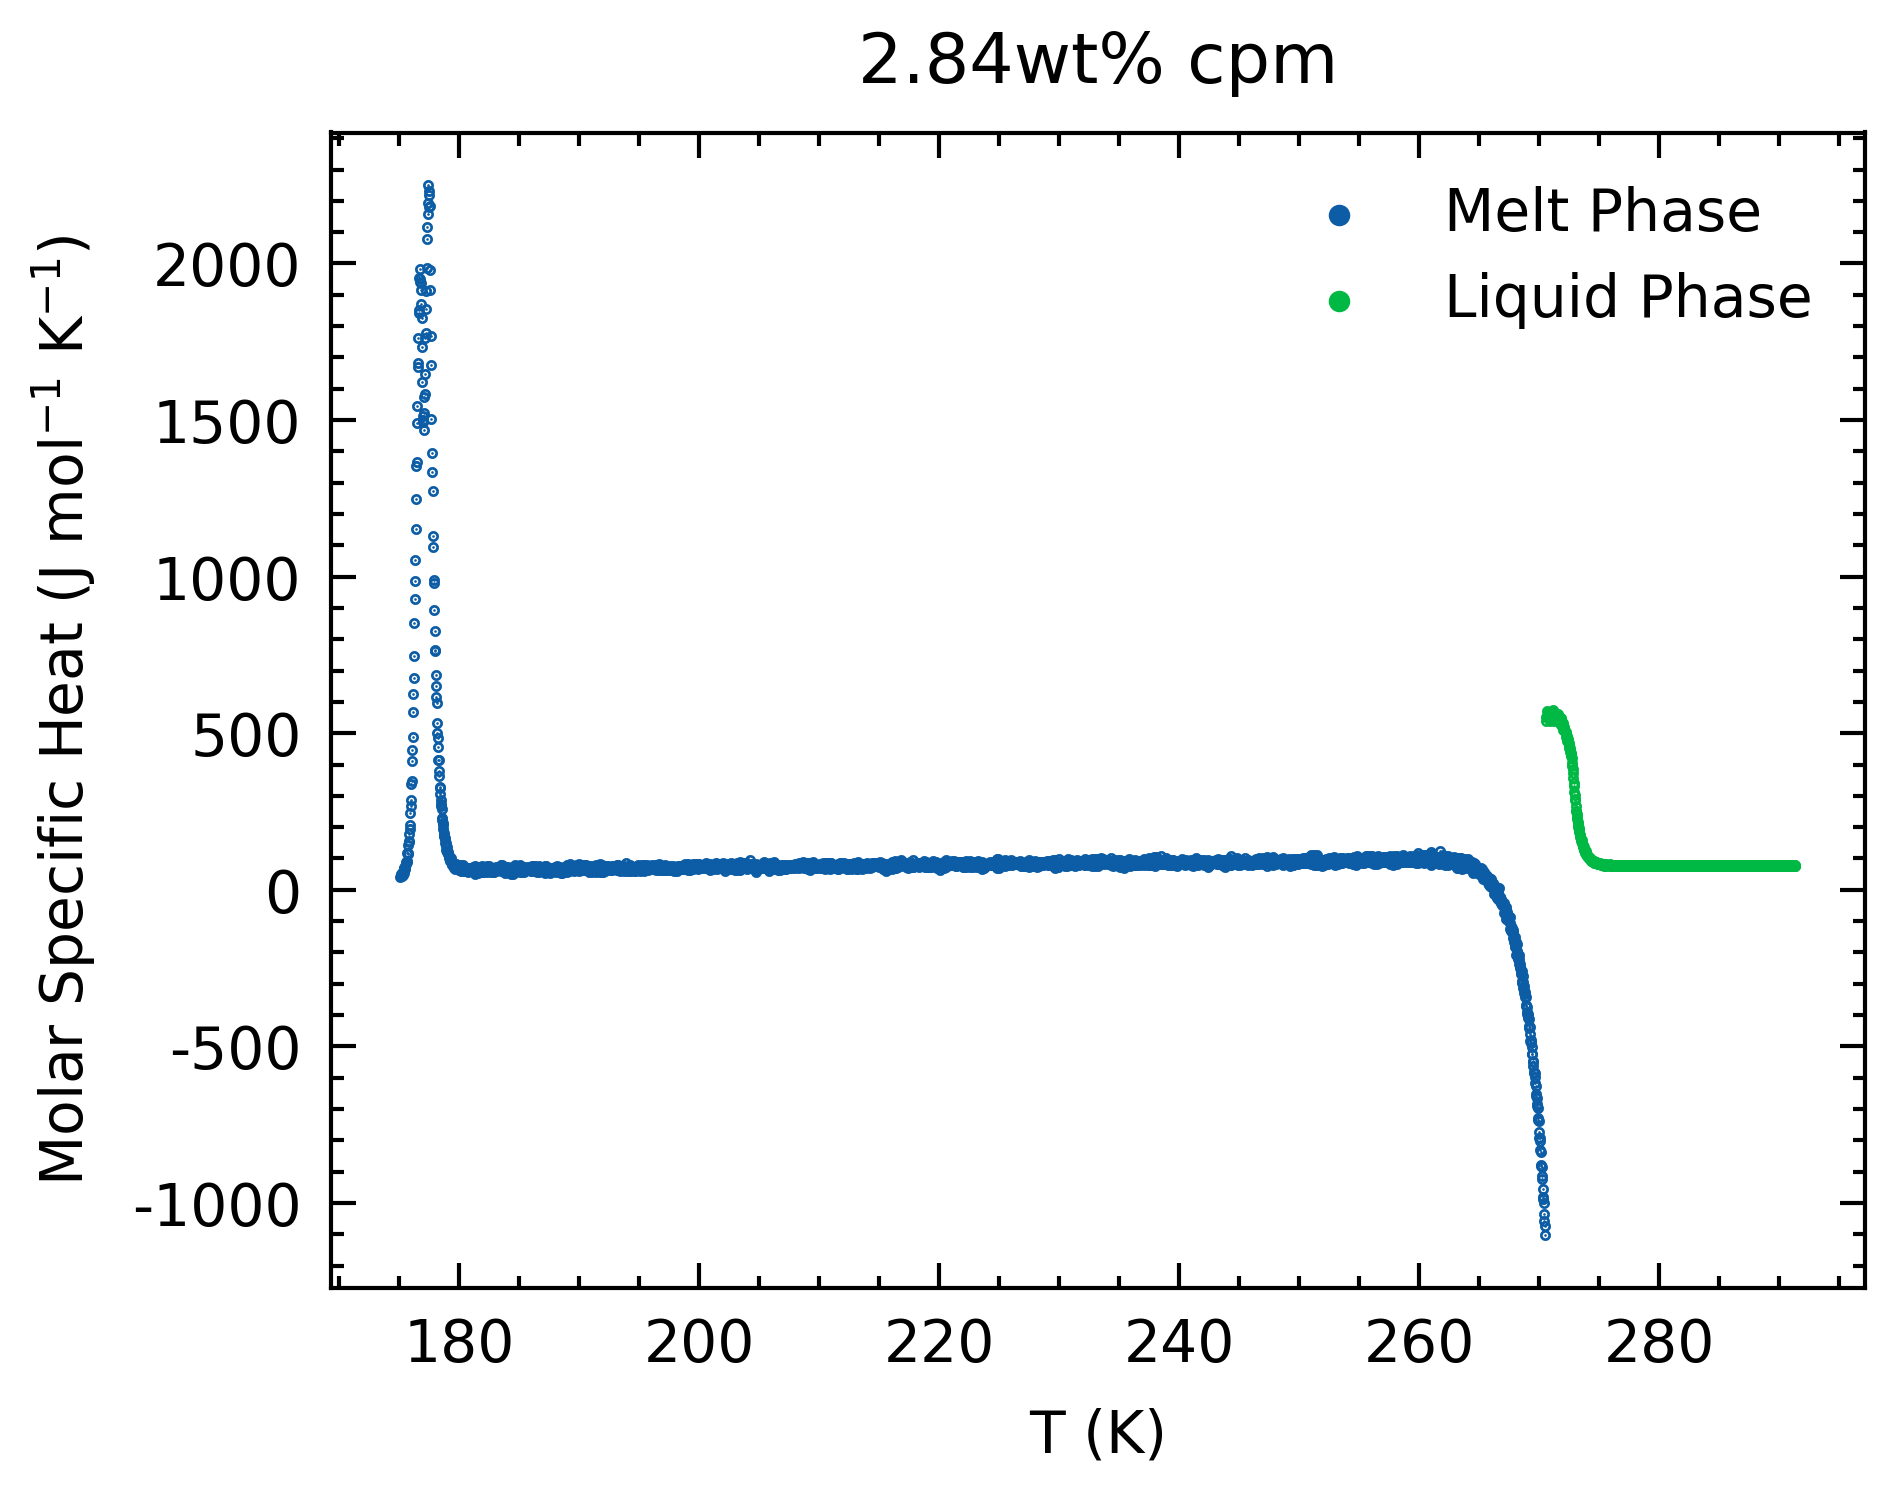 2.84wt% cpm
Molar Specific Heat (J mol⁻¹ K⁻¹)
2000
1500
1000
500
0
-500
-1000
Melt Phase
Liquid Phase
180 200 220 240 260 280
T (K)